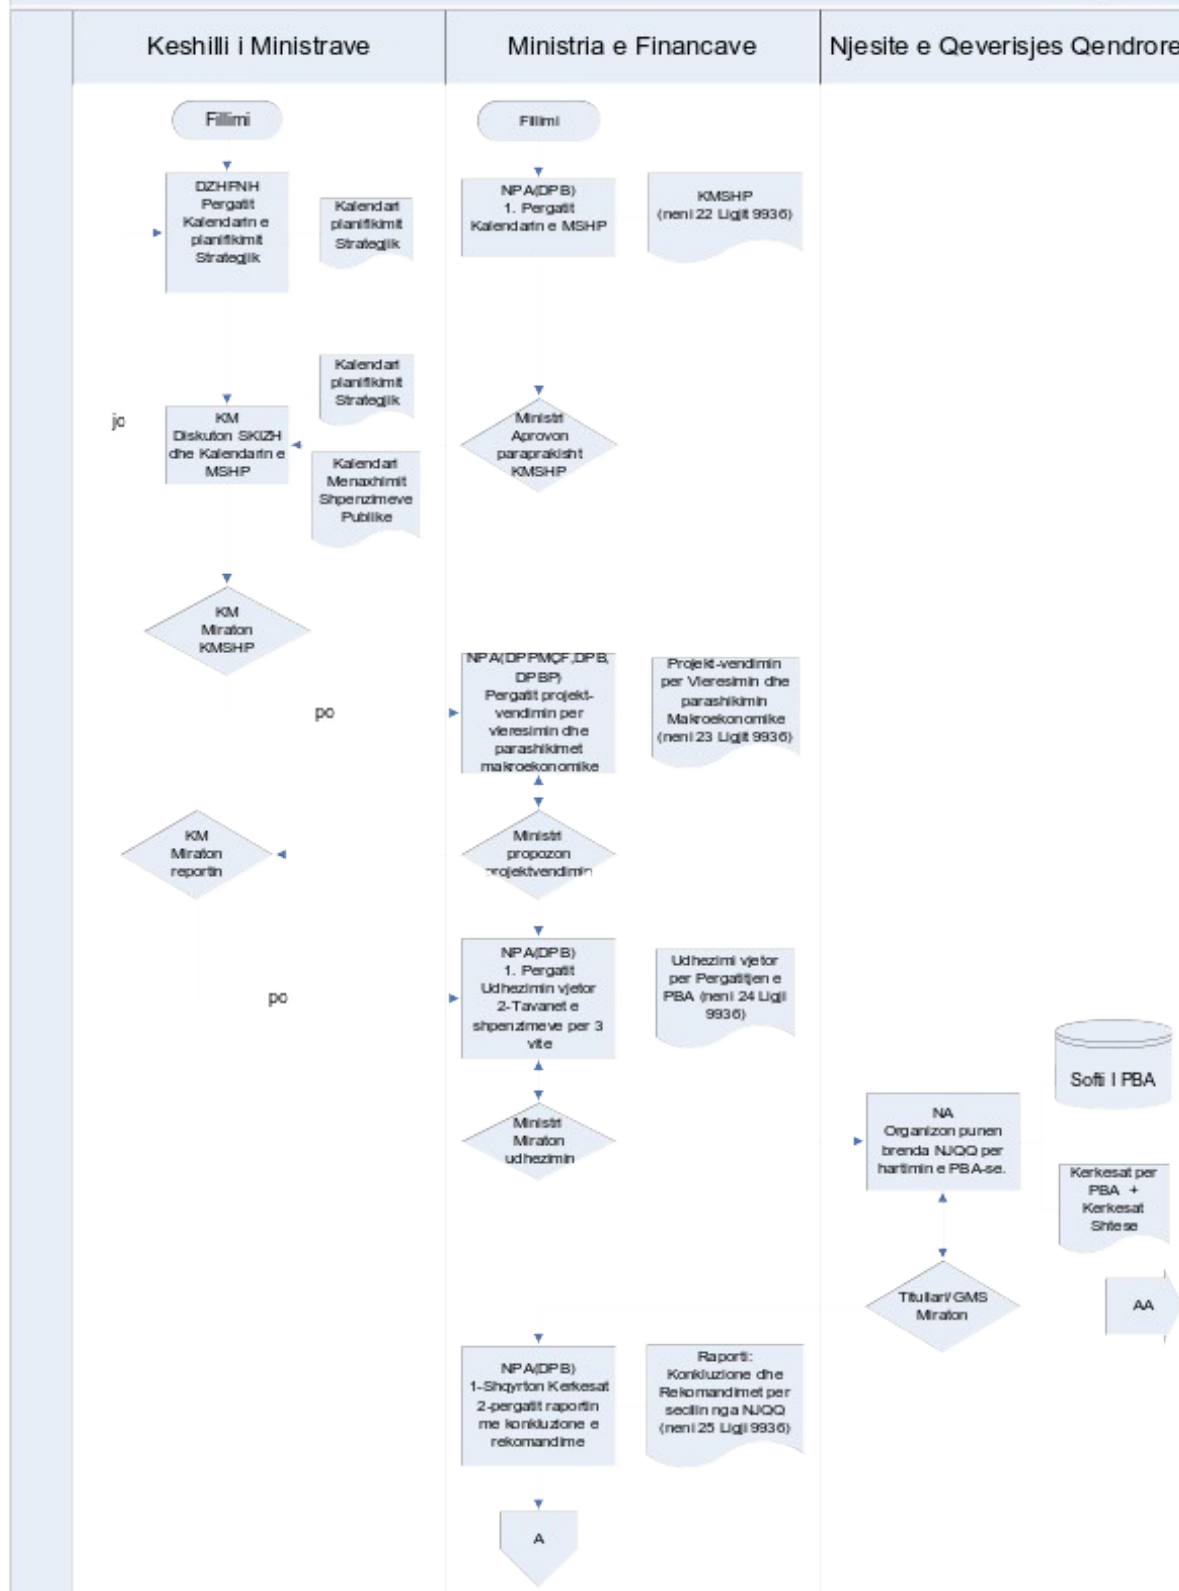 Keshilli i Ministrave
Ministria e Financave
Njesite e Qeverisjes Qendrore
Fillimi
Fillimi
DZHFNH
Pergatit
Kalendarin e
planifikimit
Strategjik
Kalendari
planifikimit
Strategjik
NPA(DPB)
1. Pergatit
Kalendarin e MSHP
KMSHP
(neni 22 Ligjit 9936)
jo
KM
Diskuton SKIZH
dhe Kalendarin e
MSHP
Kalendari
planifikimit
Strategjik
Kalendari
Menaxhimit
Shpenzimeve
Publike
Ministri
Aprovon
paraprakisht
KMSHP
KM
Miraton
KMSHP
po
NPA(DPPMÇF,DPB,
DPBP)
Pergatit projekt-
vendimin per
vleresimin dhe
parashikimet
makroekonomike
Projekt-vendimin
per Vleresimin dhe
parashikimin
Makroekonomike
(neni 23 Ligjit 9936)
KM
Miraton
reportin
Ministri
propozon
projektvendimin
po
NPA(DPB)
1. Pergatit
Udhezimin vjetor
2-Tavanet e
shpenzimeve per 3
vite
Udhezimi vjetor
per Pergatitjen e
PBA (neni 24 Ligji
9936)
Ministri
Miraton
udhezimin
NA
Organizon punen
brenda NJQQ per
hartimin e PBA-se.
Softi I PBA
Kerkesat per
PBA +
Kerkesat
Shtese
Titullari/GMS
Miraton
AA
NPA(DPB)
1-Shqyrton Kerkesat
2-pergatit raportin
me konkluzione e
rekomandime
Raporti:
Konkluzione dhe
Rekomandimet per
secilin nga NJQQ
(neni 25 Ligji 9936)
A